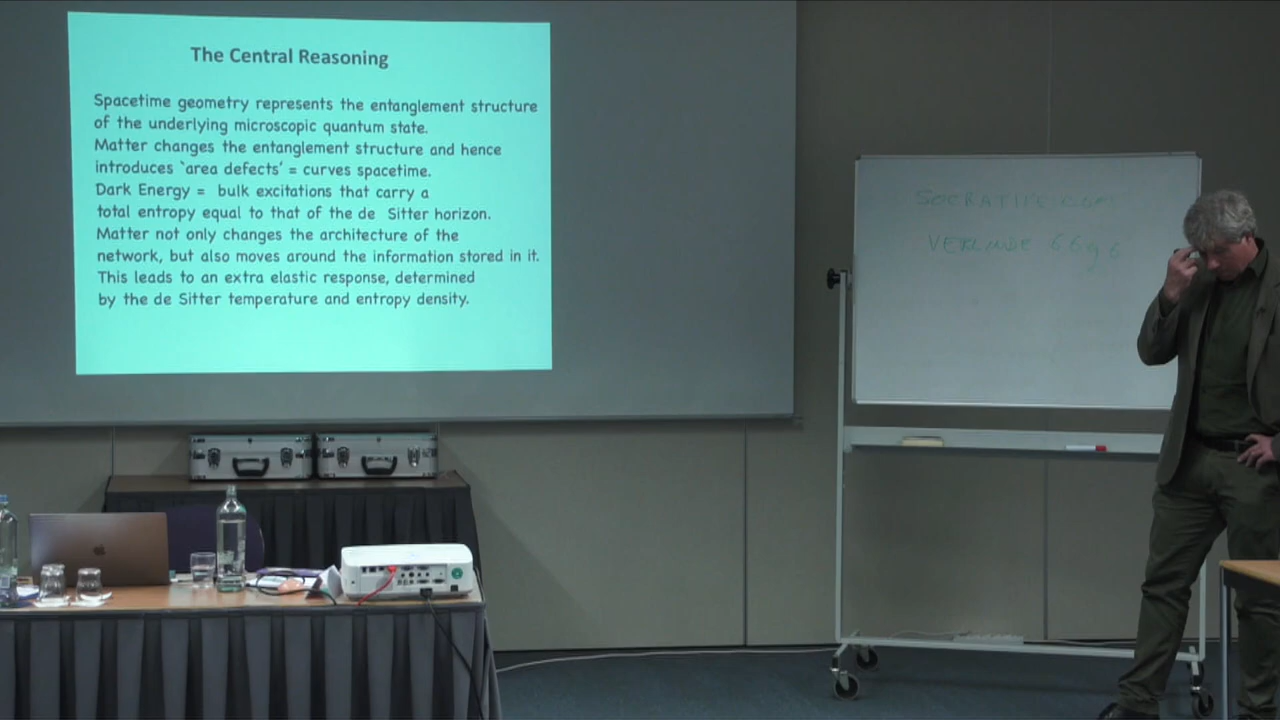 The Central Reasoning
Spacetime geometry represents the entanglement structure
of the underlying microscopic quantum state.
Matter changes the entanglement structure and hence
introduces `area defects' = curves spacetime.
Dark Energy = bulk excitations that carry a
total entropy equal to that of the de Sitter horizon.
Matter not only changes the architecture of the
network, but also moves around the information stored in it.
This leads to an extra elastic response, determined
by the de Sitter temperature and entropy density.